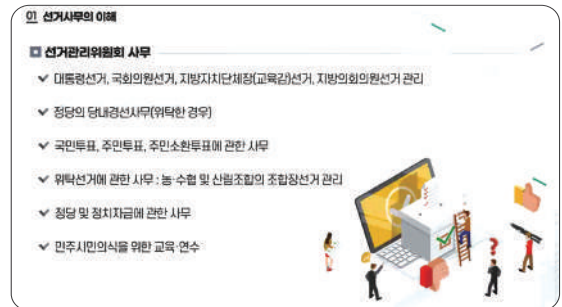 01 선거사무의 이해
선거관리위원회 사무
대통령선거, 국회의원선거, 지방자치단체장(교육감)선거, 지방의회의원선거 관리
정당의 당내경선사무(위탁한 경우)
국민투표, 주민투표, 주민소환투표에 관한 사무
위탁선거에 관한 사무 : 농·수협 및 산림조합의 조합장선거 관리
정당 및 정치자금에 관한 사무
민주시민의식을 위한 교육·연수